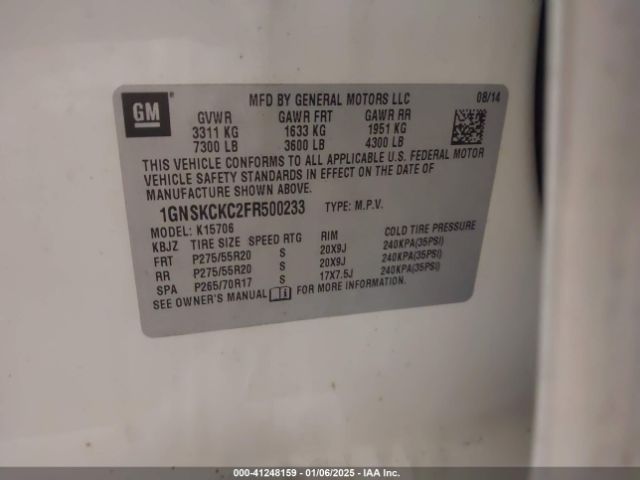 GM ®
MFD BY GENERAL MOTORS LLC 08/14
GVWR GAWR FRT GAWR RR
3311 KG 1633 KG 1951 KG
7300 LB 3600 LB 4300 LB
THIS VEHICLE CONFORMS TO ALL APPLICABLE U.S. FEDERAL MOTOR
VEHICLE SAFETY STANDARDS IN EFFECT ON THE DATE OF
MANUFACTURE SHOWN ABOVE.
1GNSKCKC2FR500233 TYPE: M.P.V.
MODEL: K15706
KBJZ TIRE SIZE SPEED RTG RIM COLD TIRE PRESSURE
FRT P275/55R20 S 20X9J 240KPA(35PSI)
RR P275/55R20 S 20X9J 240KPA(35PSI)
SPA P265/70R17 S 17X7.5J 240KPA(35PSI)
SEE OWNER'S MANUAL FOR MORE INFORMATION.
000-41248159 - 01/06/2025 - IAA Inc.